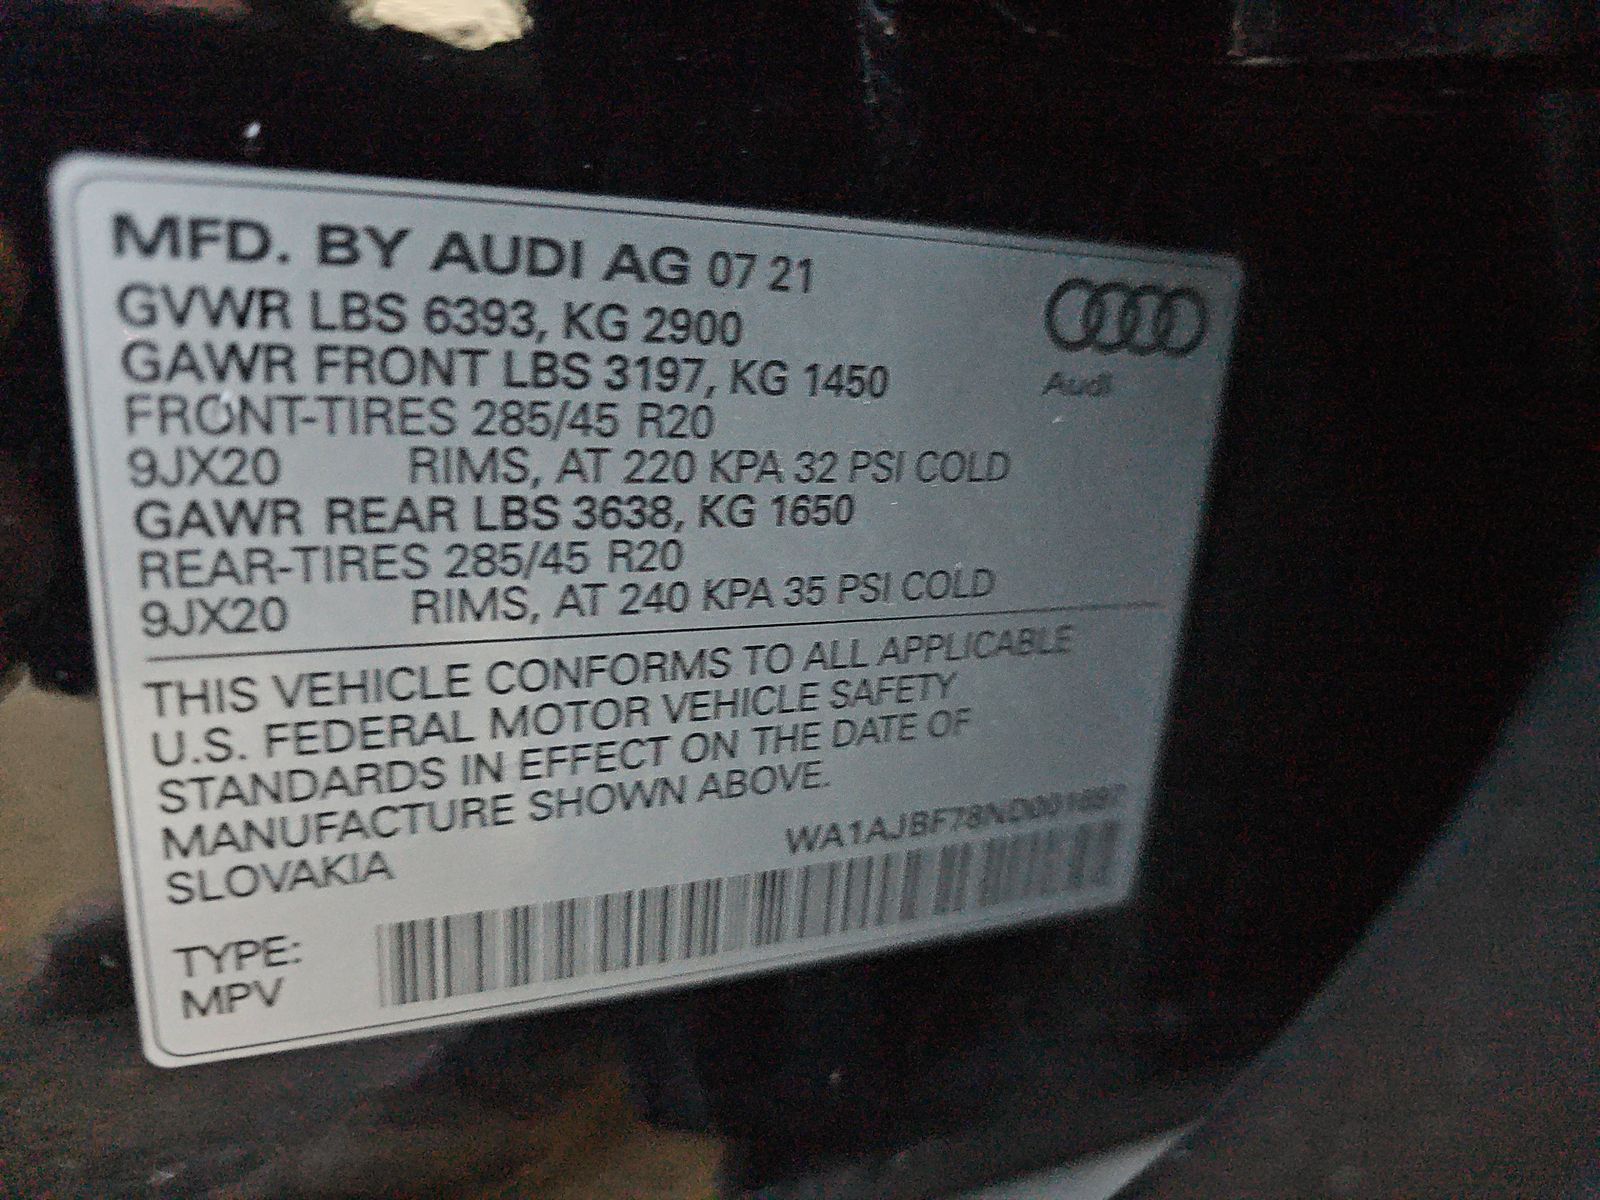 MFD. BY AUDI AG 07 21
GVWR LBS 6393, KG 2900
GAWR FRONT LBS 3197, KG 1450
FRONT-TIRES 285/45 R20
9JX20 RIMS, AT 220 KPA 32 PSI COLD
GAWR REAR LBS 3638, KG 1650
REAR-TIRES 285/45 R20
9JX20 RIMS, AT 240 KPA 35 PSI COLD
Audi
THIS VEHICLE CONFORMS TO ALL APPLICABLE
U.S. FEDERAL MOTOR VEHICLE SAFETY
STANDARDS IN EFFECT ON THE DATE OF
MANUFACTURE SHOWN ABOVE.
SLOVAKIA
TYPE:
MPV